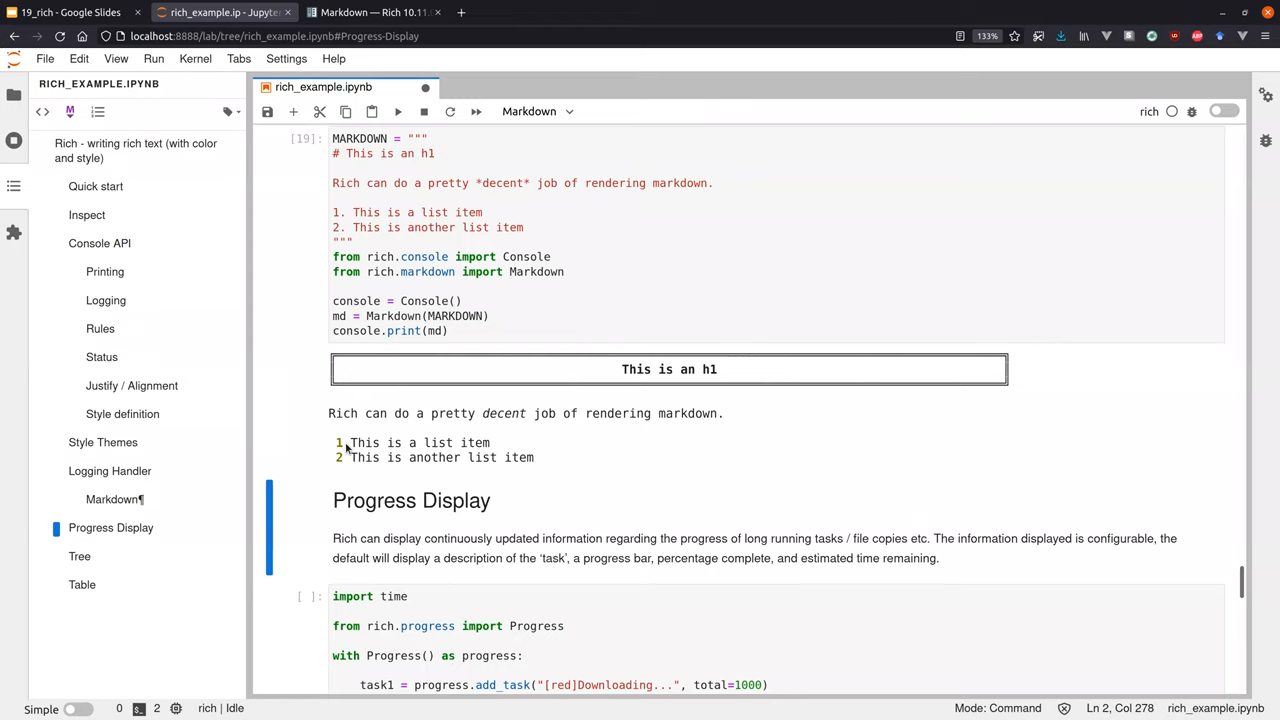 19_rich - Google Slides
rich_example.ip - Jupyter
Markdown — Rich 10.11.
localhost:8888/lab/tree/rich_example.ipynb#Progress-Display
133%
File Edit View Run Kernel Tabs Settings Help
RICH_EXAMPLE.IPYNB
Rich - writing rich text (with color
and style)
Quick start
Inspect
Console API
Printing
Logging
Rules
Status
Justify / Alignment
Style definition
Style Themes
Logging Handler
Markdown¶
Progress Display
Tree
Table
rich_example.ipynb
Markdown
rich
[19]:
MARKDOWN = """
# This is an h1
Rich can do a pretty *decent* job of rendering markdown.
1. This is a list item
2. This is another list item
"""
from rich.console import Console
from rich.markdown import Markdown
console = Console()
md = Markdown(MARKDOWN)
console.print(md)
This is an h1
Rich can do a pretty decent job of rendering markdown.
1 This is a list item
2 This is another list item
Progress Display
Rich can display continuously updated information regarding the progress of long running tasks / file copies etc. The information displayed is configurable, the
default will display a description of the ‘task’, a progress bar, percentage complete, and estimated time remaining.
[ ]:
import time
from rich.progress import Progress
with Progress() as progress:
task1 = progress.add_task("[red]Downloading...", total=1000)
Simple 0 2 rich | Idle Mode: Command Ln 2, Col 278 rich_example.ipynb